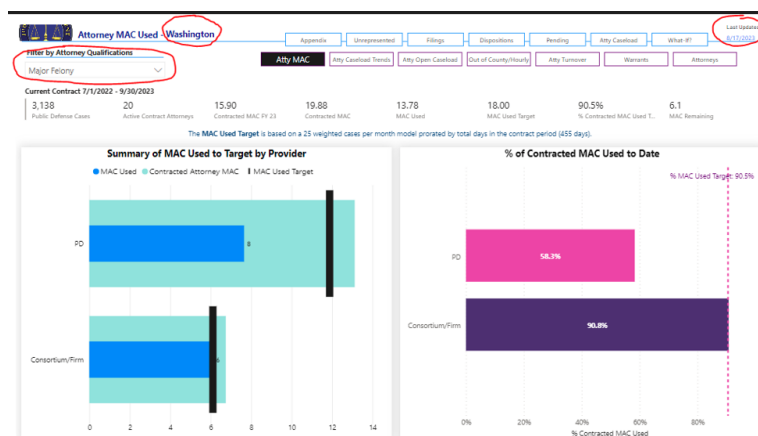 Attorney MAC Used - Washington
Last Updated
8/17/2023
Appendix
Unrepresented
Filings
Dispositions
Pending
Atty Caseload
What-If?
Filter by Attorney Qualifications
Major Felony
Atty MAC
Atty Caseload Trends
Atty Open Caseload
Out of County/Hourly
Atty Turnover
Warrants
Attorneys
Current Contract 7/1/2022 - 9/30/2023
3,138
Public Defense Cases
20
Active Contract Attorneys
15.90
Contracted MAC FY 23
19.88
Contracted MAC
13.78
MAC Used
18.00
MAC Used Target
90.5%
% Contracted MAC Used T...
6.1
MAC Remaining
The MAC Used Target is based on a 25 weighted cases per month model prorated by total days in the contract period (455 days).
Summary of MAC Used to Target by Provider
MAC Used
Contracted Attorney MAC
MAC Used Target
PD
8
Consortium/Firm
6
0 2 4 6 8 10 12 14
% of Contracted MAC Used to Date
% MAC Used Target: 90.5%
PD
58.3%
Consortium/Firm
90.8%
0% 20% 40% 60% 80%
% Contracted MAC Used